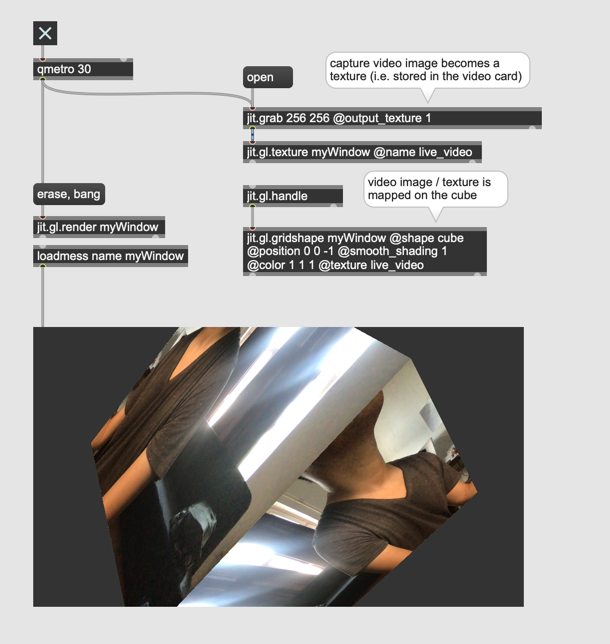 qmetro 30
open
capture video image becomes a
texture (i.e. stored in the video card)
jit.grab 256 256 @output_texture 1
jit.gl.texture myWindow @name live_video
erase, bang
jit.gl.handle
video image / texture is
mapped on the cube
jit.gl.render myWindow
jit.gl.gridshape myWindow @shape cube
@position 0 0 -1 @smooth_shading 1
@color 1 1 1 @texture live_video
loadmess name myWindow